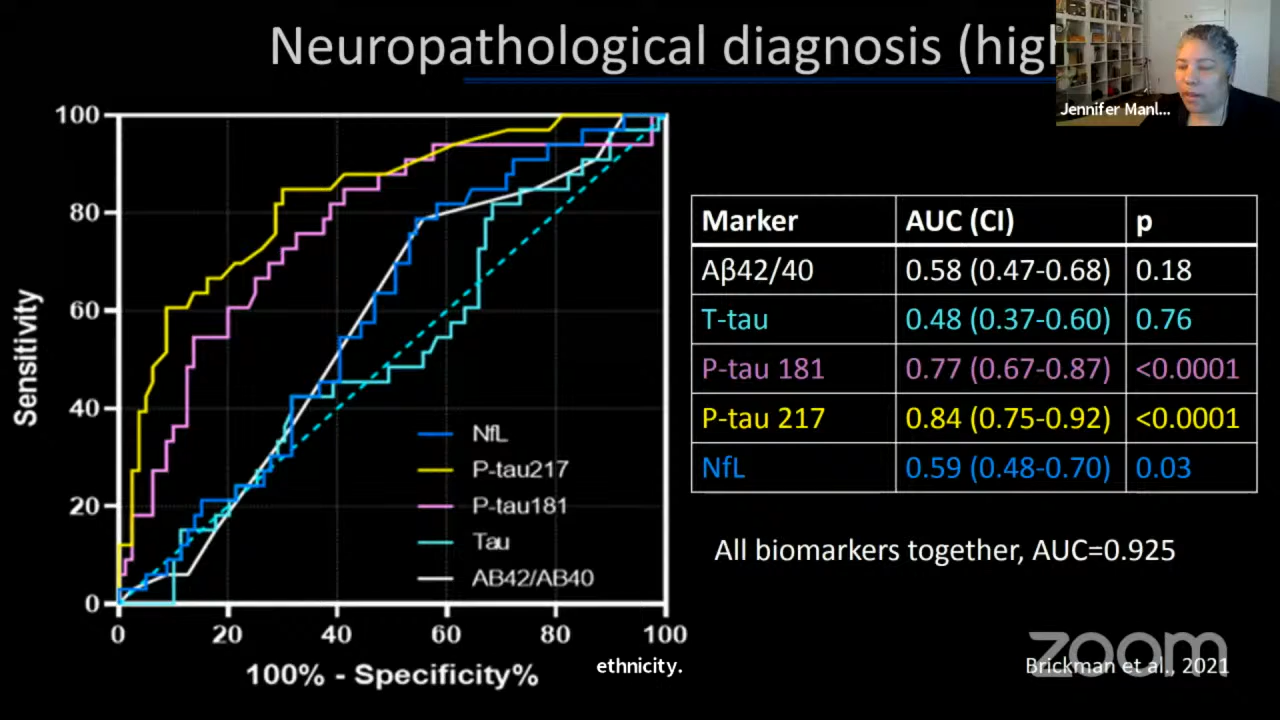 Neuropathological diagnosis (high
Jennifer Manl...
100
80
60
40
20
0
Sensitivity
NfL
P-tau217
P-tau181
Tau
AB42/AB40
0 20 40 60 80 100
100% - Specificity%
Marker AUC (CI) p
Aβ42/40 0.58 (0.47-0.68) 0.18
T-tau 0.48 (0.37-0.60) 0.76
P-tau 181 0.77 (0.67-0.87) <0.0001
P-tau 217 0.84 (0.75-0.92) <0.0001
NfL 0.59 (0.48-0.70) 0.03
All biomarkers together, AUC=0.925
ethnicity.
zoom
Brickman et al., 2021